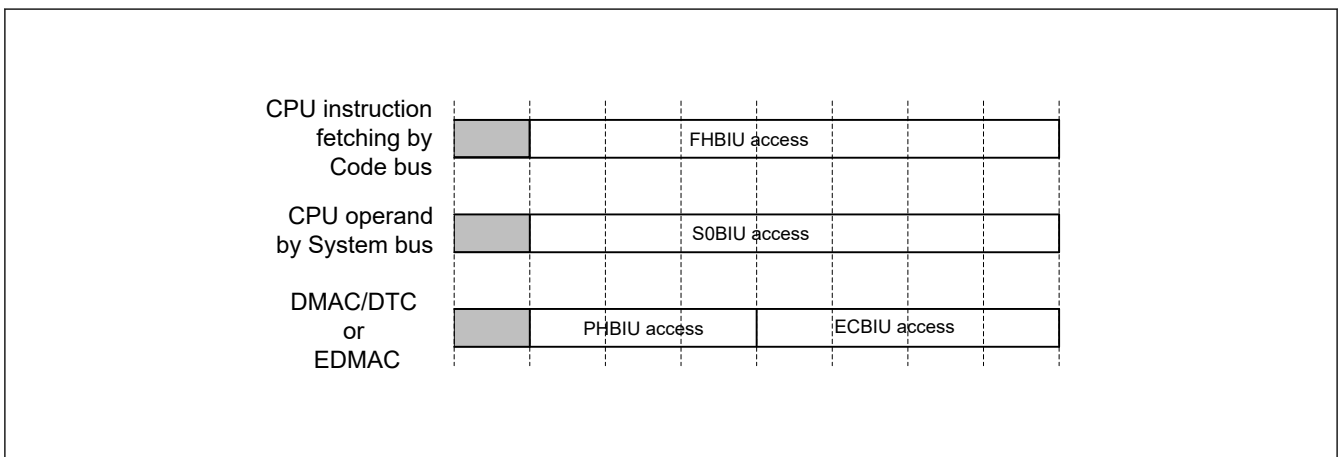 CPU instruction
fetching by
Code bus
FHBIU access
CPU operand
by System bus
S0BIU access
DMAC/DTC
or
EDMAC
PHBIU access
ECBIU access